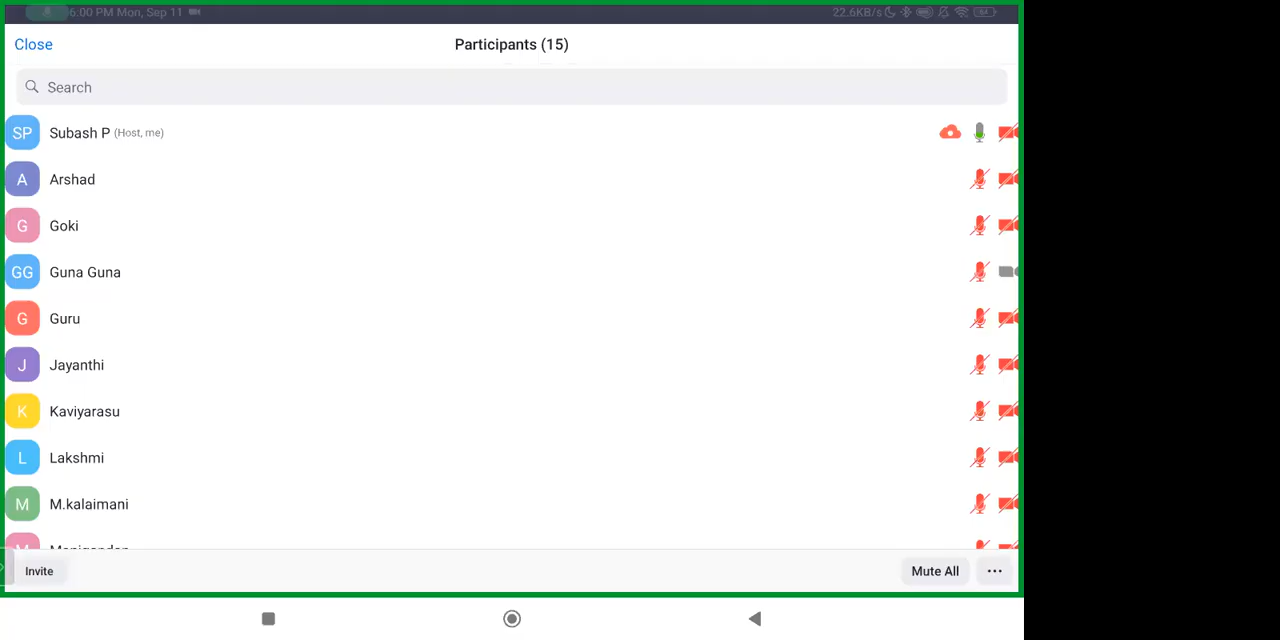 6:00 PM Mon, Sep 11 22.6KB/s
Close Participants (15)
Search
SP Subash P (Host, me)
A Arshad
G Goki
GG Guna Guna
G Guru
J Jayanthi
K Kaviyarasu
L Lakshmi
M M.kalaimani
M
Invite Mute All